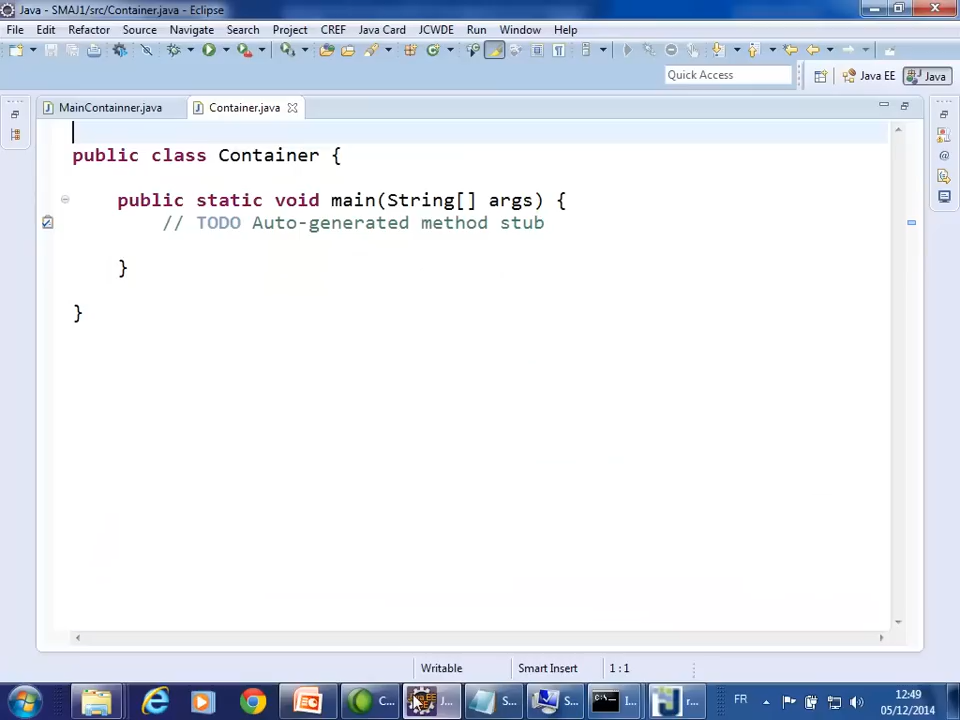 Java - SMAJ1/src/Container.java - Eclipse
File Edit Refactor Source Navigate Search Project CREF Java Card JCWDE Run Window Help
Quick Access
Java EE
Java
MainContainner.java
Container.java
public class Container {
public static void main(String[] args) {
// TODO Auto-generated method stub
}
}
Writable
Smart Insert
1 : 1
C...
J...
S...
S...
I...
r...
FR
12:49
05/12/2014